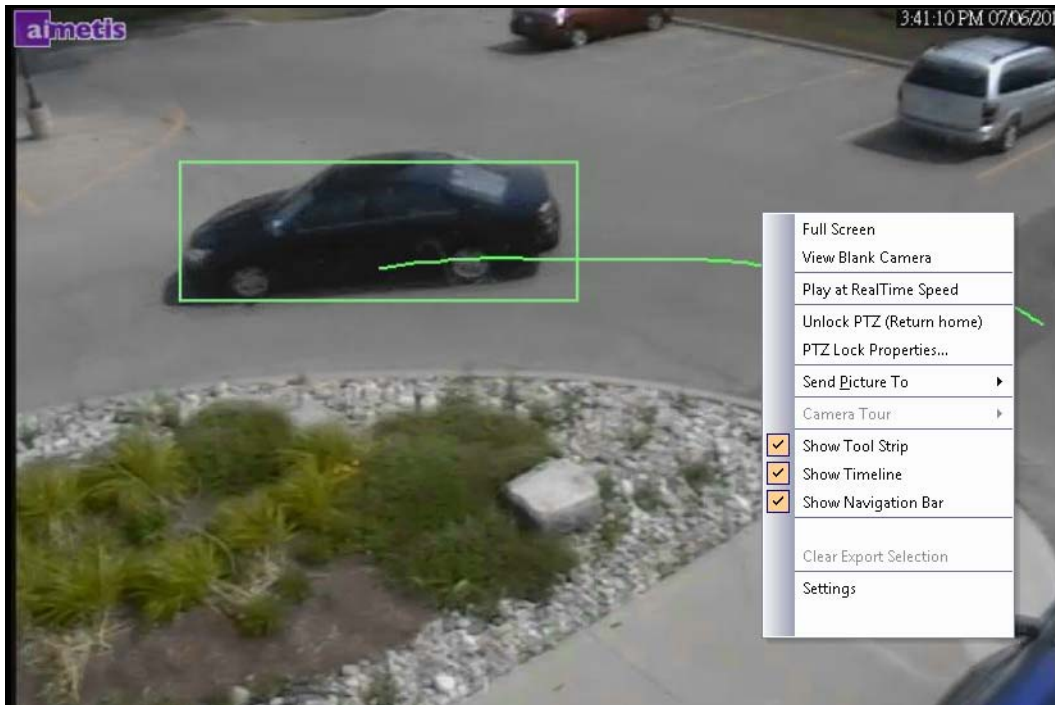 aimetis
3:41:10 PM 07/06/201
Full Screen
View Blank Camera
Play at RealTime Speed
Unlock PTZ (Return home)
PTZ Lock Properties...
Send Picture To
Camera Tour
Show Tool Strip
Show Timeline
Show Navigation Bar
Clear Export Selection
Settings